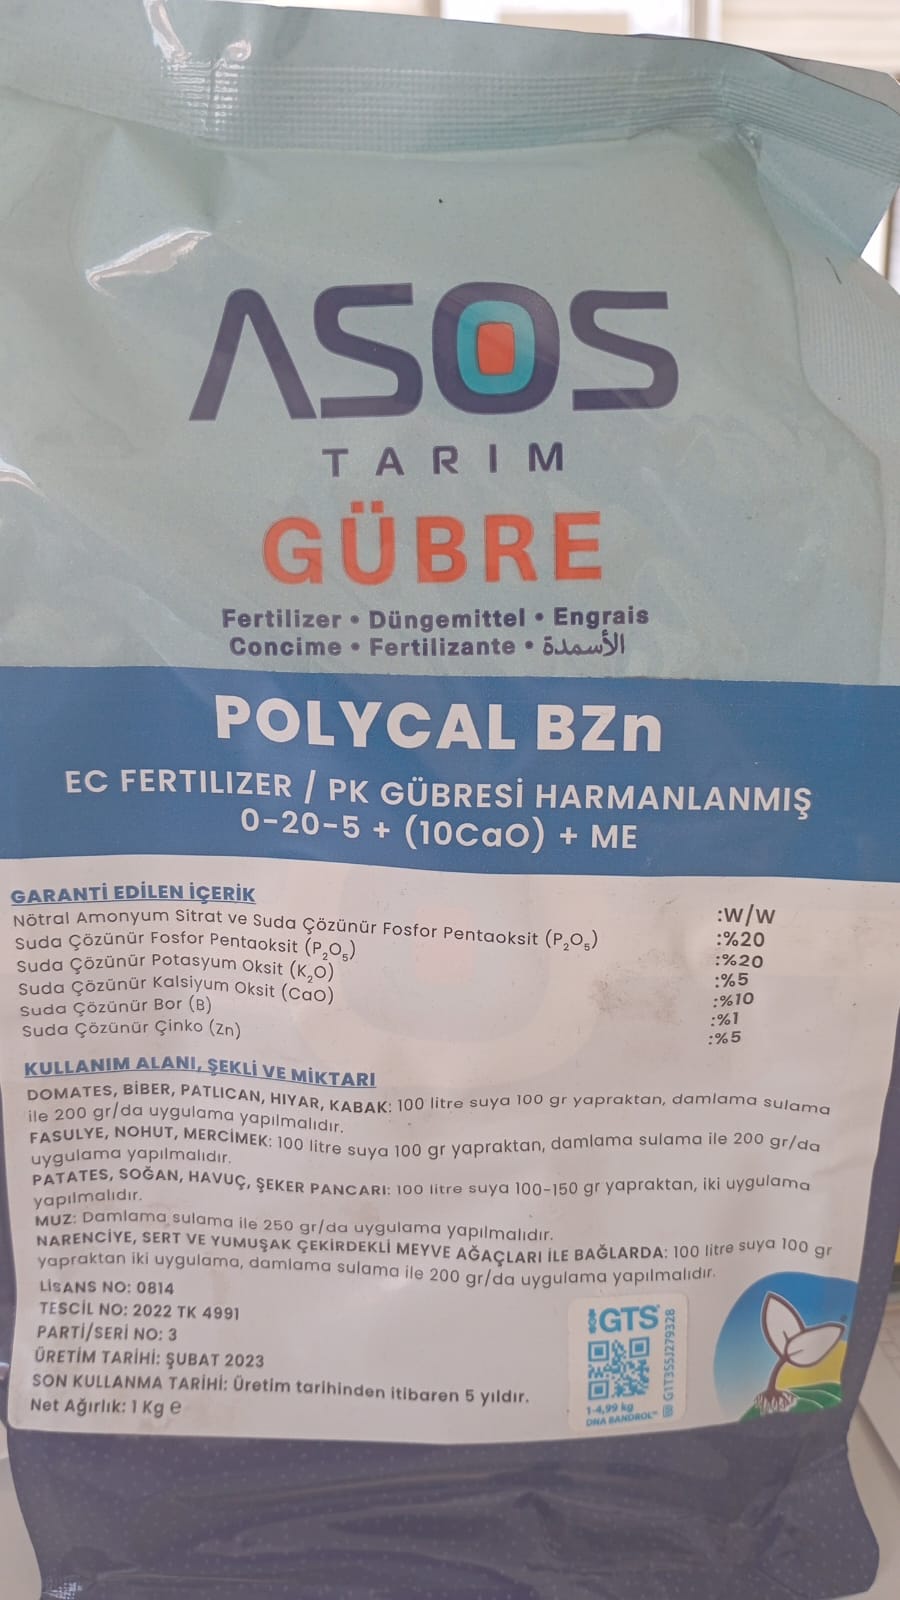 ASOS
TARIM
GÜBRE
Fertilizer • Düngemittel • Engrais
Concime • Fertilizante • الأسمدة
POLYCAL BZn
EC FERTILIZER / PK GÜBRESİ HARMANLANMIŞ
0-20-5 + (10CaO) + ME
GARANTİ EDİLEN İÇERİK :W/W
Nötral Amonyum Sitrat ve Suda Çözünür Fosfor Pentaoksit (P₂O₅) :%20
Suda Çözünür Fosfor Pentaoksit (P₂O₅) :%20
Suda Çözünür Potasyum Oksit (K₂O) :%5
Suda Çözünür Kalsiyum Oksit (CaO) :%10
Suda Çözünür Bor (B) :%1
Suda Çözünür Çinko (Zn) :%5
KULLANIM ALANI, ŞEKLİ VE MİKTARI
DOMATES, BİBER, PATLICAN, HIYAR, KABAK: 100 litre suya 100 gr yapraktan, damlama sulama
ile 200 gr/da uygulama yapılmalıdır.
FASULYE, NOHUT, MERCİMEK: 100 litre suya 100 gr yapraktan, damlama sulama ile 200 gr/da
uygulama yapılmalıdır.
PATATES, SOĞAN, HAVUÇ, ŞEKER PANCARI: 100 litre suya 100-150 gr yapraktan, iki uygulama
yapılmalıdır.
MUZ: Damlama sulama ile 250 gr/da uygulama yapılmalıdır.
NARENCİYE, SERT VE YUMUŞAK ÇEKİRDEKLİ MEYVE AĞAÇLARI İLE BAĞLARDA: 100 litre suya 100 gr
yapraktan iki uygulama, damlama sulama ile 200 gr/da uygulama yapılmalıdır.
LİSANS NO: 0814
TESCİL NO: 2022 TK 4991
PARTİ/SERİ NO: 3
ÜRETİM TARİHİ: ŞUBAT 2023
SON KULLANMA TARİHİ: Üretim tarihinden itibaren 5 yıldır.
Net Ağırlık: 1 Kg e
GTS
G1T3S5J279328
1-4,99 kg
DNA BANDROL™